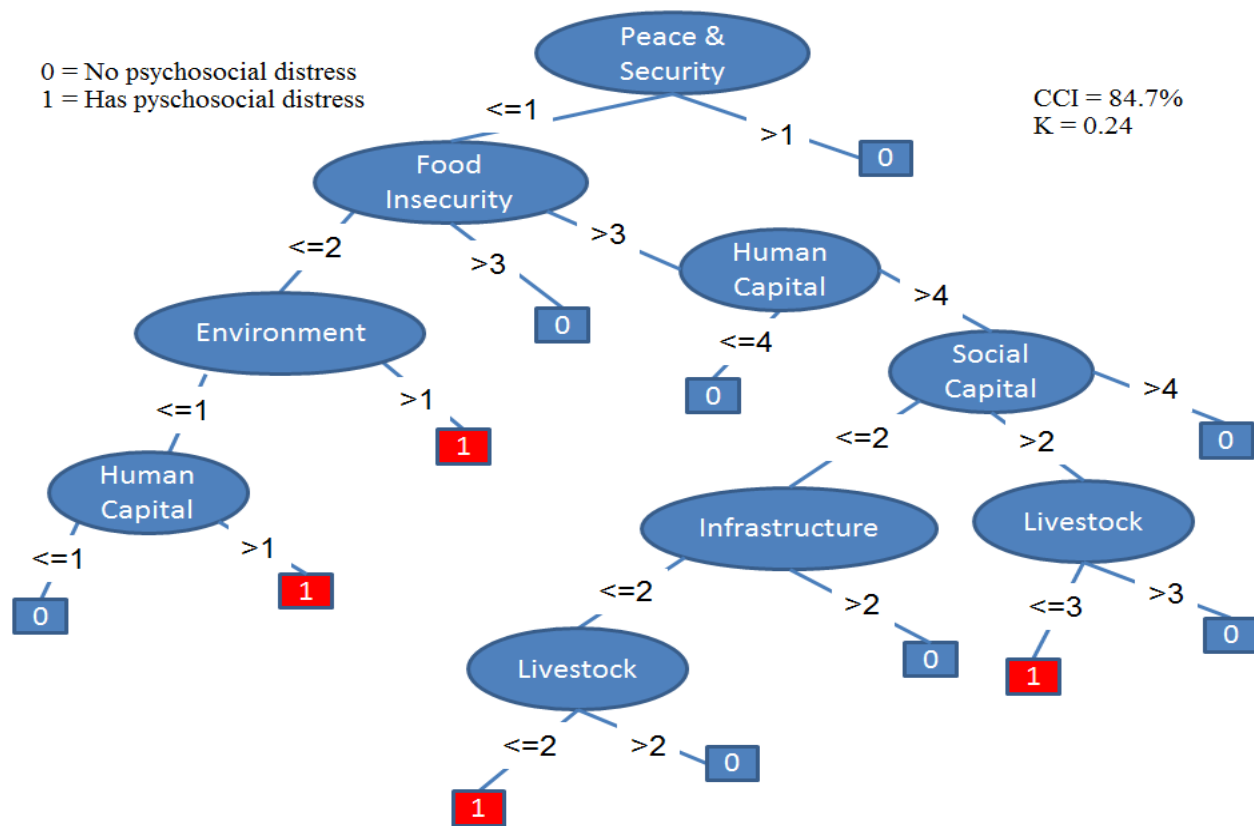 Peace &
Security
0 = No psychosocial distress
1 = Has pyschosocial distress
CCI = 84.7%
K = 0.24
<=1
>1
0
Food
Insecurity
<=2
>3
>3
0
Human
Capital
<=4
>4
0
Environment
<=1
>1
1
Social
Capital
<=2
>2
>4
0
Human
Capital
<=1
>1
0
1
Infrastructure
<=2
>2
0
Livestock
<=3
>3
1
0
Livestock
<=2
>2
1
0